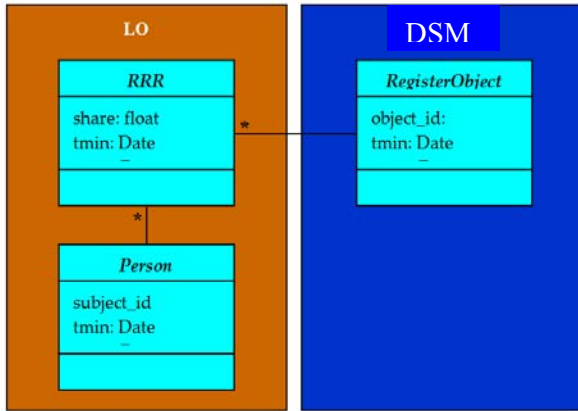 LO
RRR
share: float
tmin: Date
–
*
*
Person
subject_id
tmin: Date
–
DSM
RegisterObject
object_id:
tmin: Date
–